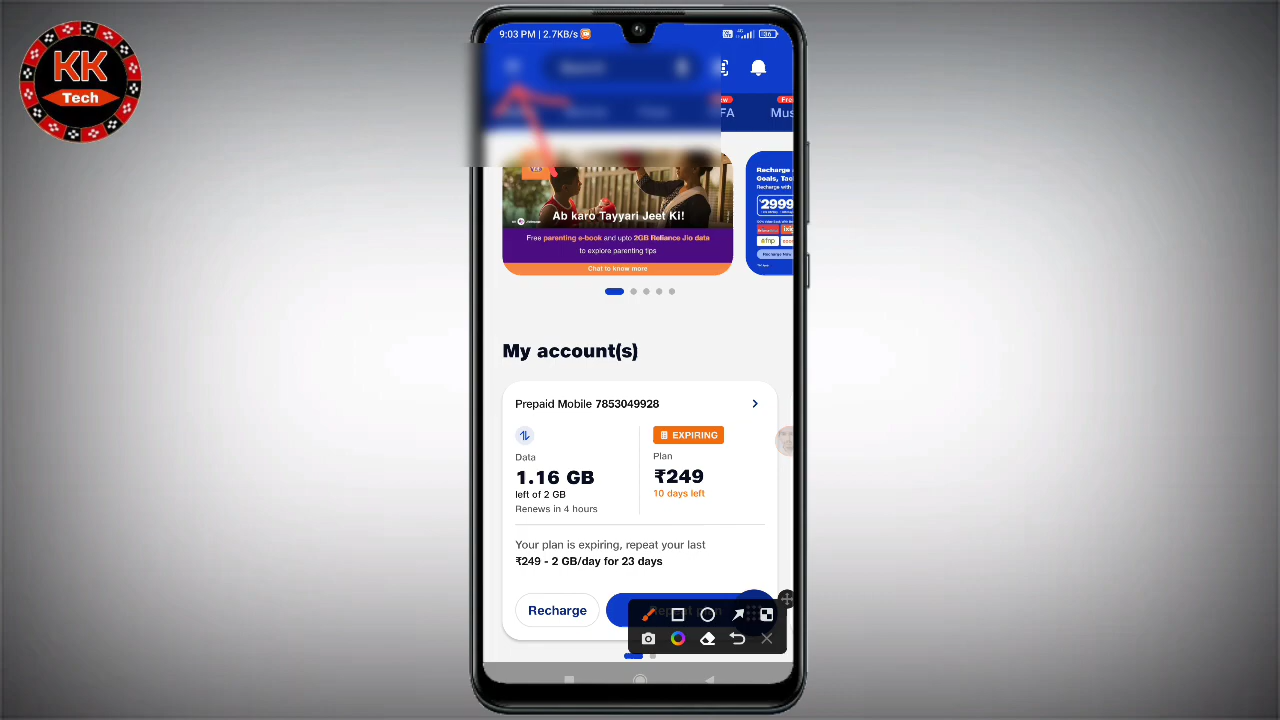 KK
Tech
9:03 PM | 2.7KB/s
Search
FA
Mus
Ab karo Tayyari Jeet Ki!
Free parenting e-book and upto 2GB Reliance Jio data
to explore parenting tips
Chat to know more
Recharge
Goals,
Recharge with
2999
Recharge Now
My account(s)
Prepaid Mobile 7853049928
EXPIRING
Data
Plan
1.16 GB
₹249
left of 2 GB
10 days left
Renews in 4 hours
Your plan is expiring, repeat your last
₹249 - 2 GB/day for 23 days
Recharge